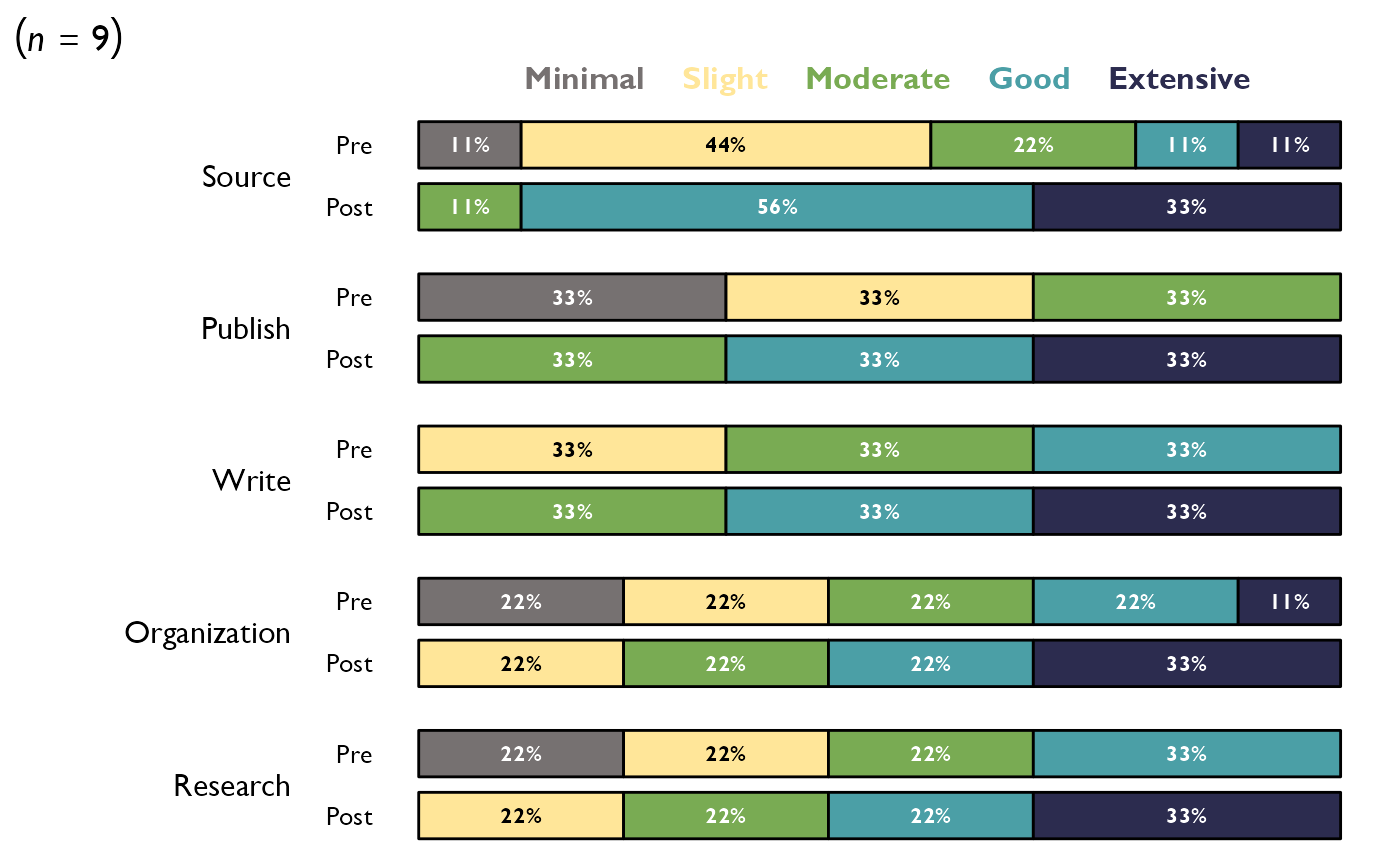 (n = 9)
Minimal Slight Moderate Good Extensive
Source
Pre 11% 44% 22% 11% 11%
Post 11% 56% 33%
Publish
Pre 33% 33% 33%
Post 33% 33% 33%
Write
Pre 33% 33% 33%
Post 33% 33% 33%
Organization
Pre 22% 22% 22% 22% 11%
Post 22% 22% 22% 33%
Research
Pre 22% 22% 22% 33%
Post 22% 22% 22% 33%